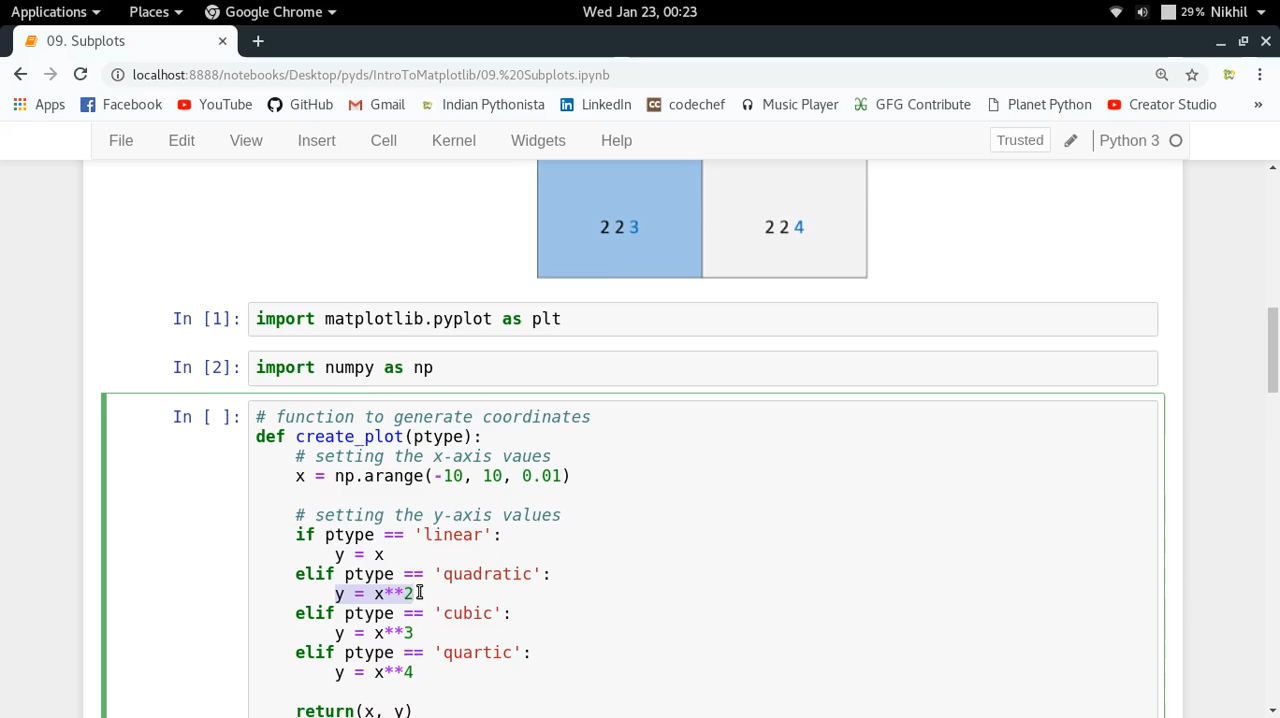 Applications Places Google Chrome Wed Jan 23, 00:23 29% Nikhil
09. Subplots
localhost:8888/notebooks/Desktop/pyds/IntroToMatplotlib/09.%20Subplots.ipynb
Apps Facebook YouTube GitHub Gmail Indian Pythonista LinkedIn CC codechef Music Player GFG Contribute Planet Python Creator Studio »
File Edit View Insert Cell Kernel Widgets Help Trusted Python 3
2 2 3 2 2 4
In [1]: import matplotlib.pyplot as plt
In [2]: import numpy as np
In [ ]: # function to generate coordinates
def create_plot(ptype):
# setting the x-axis vaues
x = np.arange(-10, 10, 0.01)
# setting the y-axis values
if ptype == 'linear':
y = x
elif ptype == 'quadratic':
y = x**2
elif ptype == 'cubic':
y = x**3
elif ptype == 'quartic':
y = x**4
return(x, y)